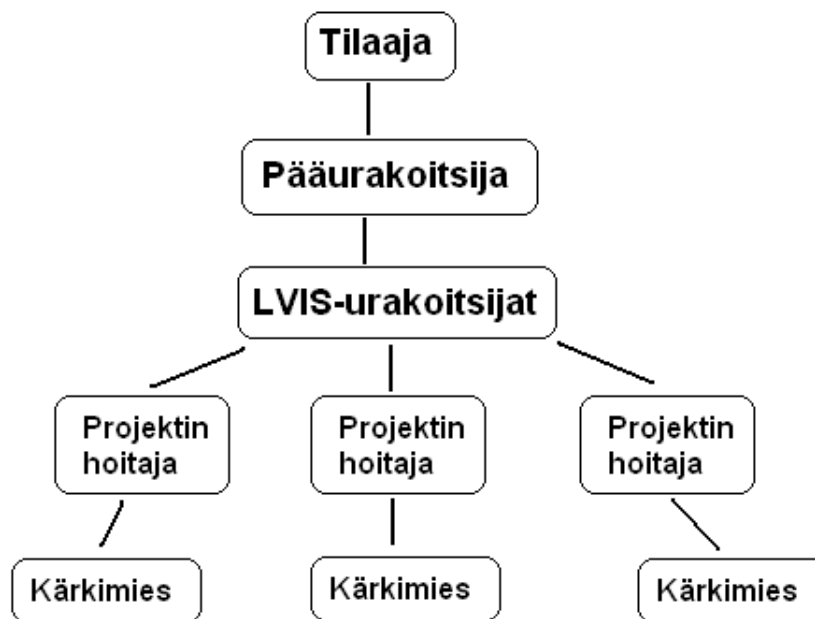 Tilaaja
Pääurakoitsija
LVIS-urakoitsijat
Projektin
hoitaja
Projektin
hoitaja
Projektin
hoitaja
Kärkimies
Kärkimies
Kärkimies